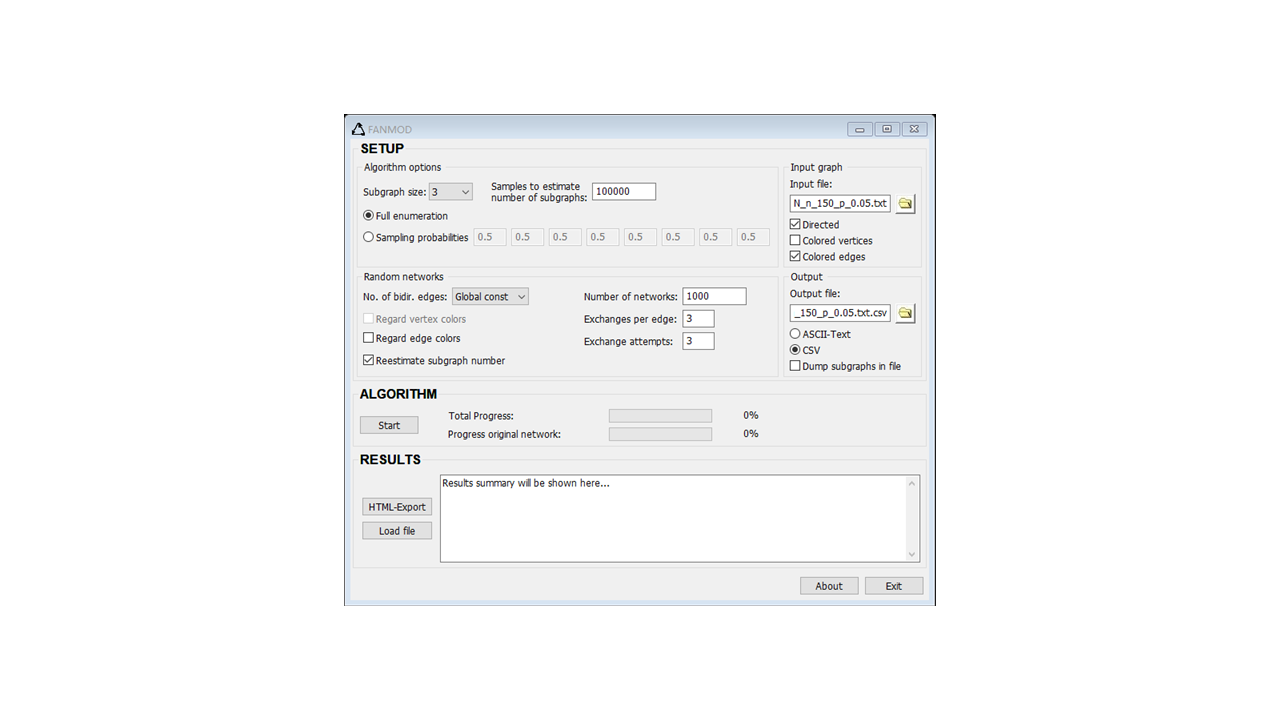 FANMOD
SETUP
Algorithm options
Subgraph size: 3
Samples to estimate
number of subgraphs: 100000
Full enumeration
Sampling probabilities 0.5 0.5 0.5 0.5 0.5 0.5 0.5 0.5
Input graph
Input file:
N_n_150_p_0.05.txt
Directed
Colored vertices
Colored edges
Random networks
No. of bidir. edges: Global const
Regard vertex colors
Regard edge colors
Reestimate subgraph number
Number of networks: 1000
Exchanges per edge: 3
Exchange attempts: 3
Output
Output file:
_150_p_0.05.txt.csv
ASCII-Text
CSV
Dump subgraphs in file
ALGORITHM
Start
Total Progress: 0%
Progress original network: 0%
RESULTS
HTML-Export
Load file
Results summary will be shown here...
About Exit